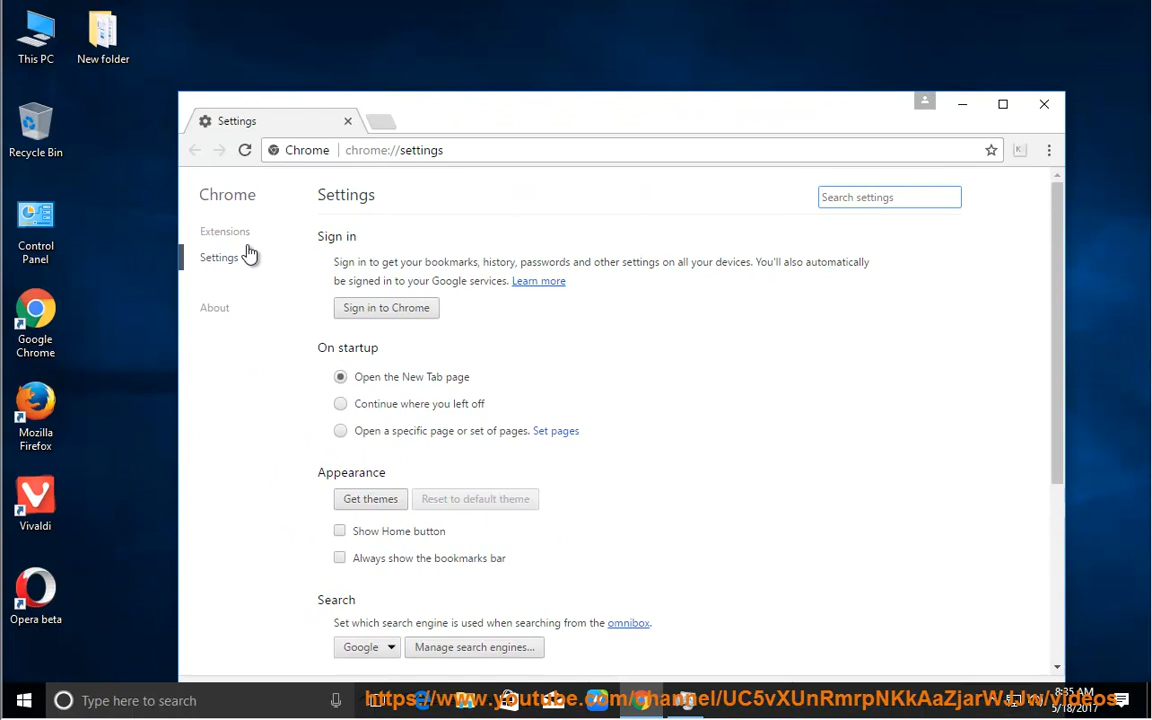 This PC
New folder
Recycle Bin
Control
Panel
Google
Chrome
Mozilla
Firefox
Vivaldi
Opera beta
Settings
Chrome
chrome://settings
K
Chrome
Extensions
Settings
About
Settings
Search settings
Sign in
Sign in to get your bookmarks, history, passwords and other settings on all your devices. You'll also automatically
be signed in to your Google services. Learn more
Sign in to Chrome
On startup
Open the New Tab page
Continue where you left off
Open a specific page or set of pages. Set pages
Appearance
Get themes
Reset to default theme
Show Home button
Always show the bookmarks bar
Search
Set which search engine is used when searching from the omnibox.
Google
Manage search engines...
Type here to search
8:35 AM
5/18/2017